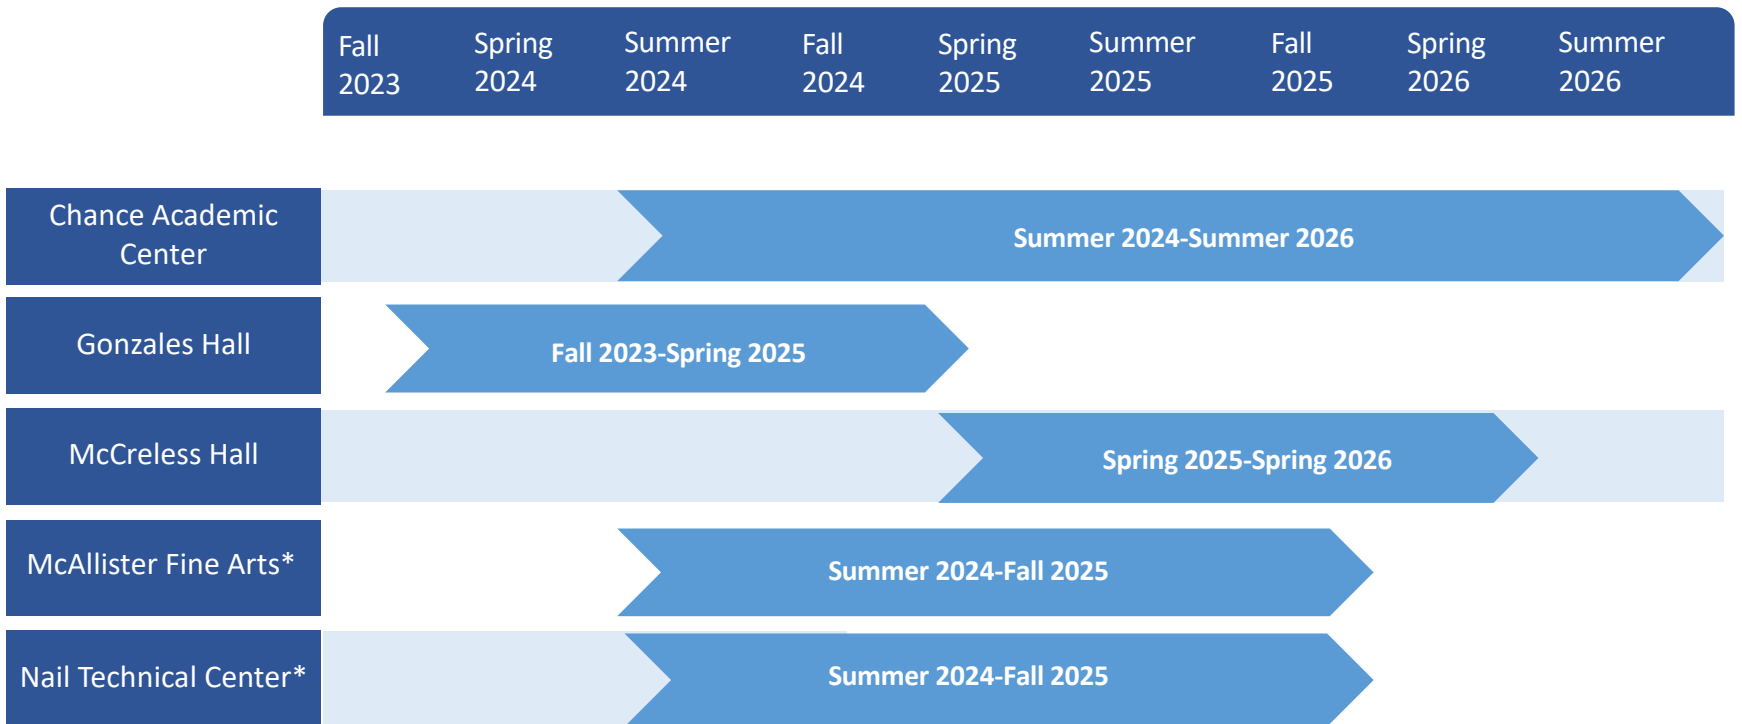 Fall
2023
Spring
2024
Summer
2024
Fall
2024
Spring
2025
Summer
2025
Fall
2025
Spring
2026
Summer
2026
Chance Academic
Center
Summer 2024-Summer 2026
Gonzales Hall
Fall 2023-Spring 2025
McCreless Hall
Spring 2025-Spring 2026
McAllister Fine Arts*
Summer 2024-Fall 2025
Nail Technical Center*
Summer 2024-Fall 2025